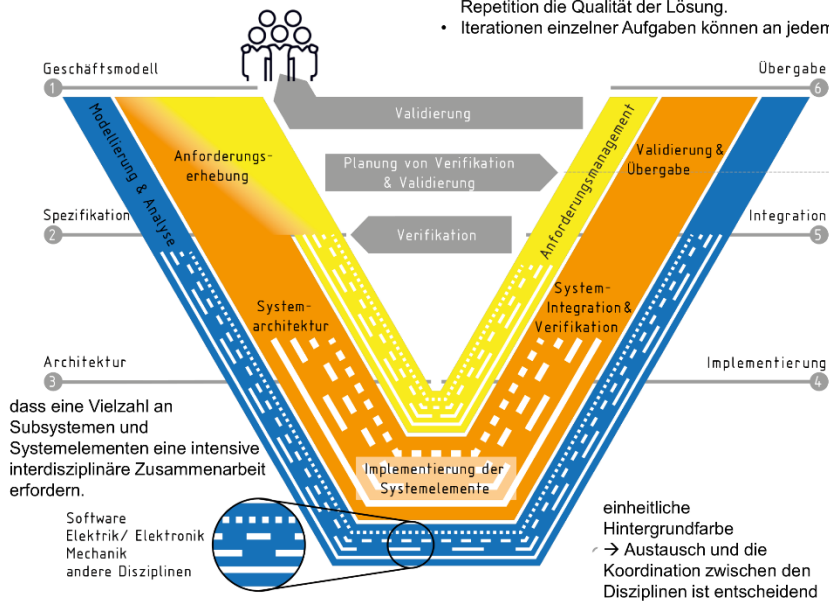 Repetition die Qualität der Lösung.
• Iterationen einzelner Aufgaben können an jedem
Geschäftsmodell
1
Übergabe
6
Validierung
Modellierung & Analyse
Anforderungs-
erhebung
Planung von Verifikation
& Validierung
Anforderungsmanagement
Validierung &
Übergabe
Spezifikation
2
Verifikation
Integration
5
System-
architektur
System-
Integration &
Verifikation
Architektur
3
Implementierung
4
dass eine Vielzahl an
Subsystemen und
Systemelementen eine intensive
interdisziplinäre Zusammenarbeit
erfordern.
Implementierung der
Systemelemente
Software
Elektrik/ Elektronik
Mechanik
andere Disziplinen
einheitliche
Hintergrundfarbe
→ Austausch und die
Koordination zwischen den
Disziplinen ist entscheidend